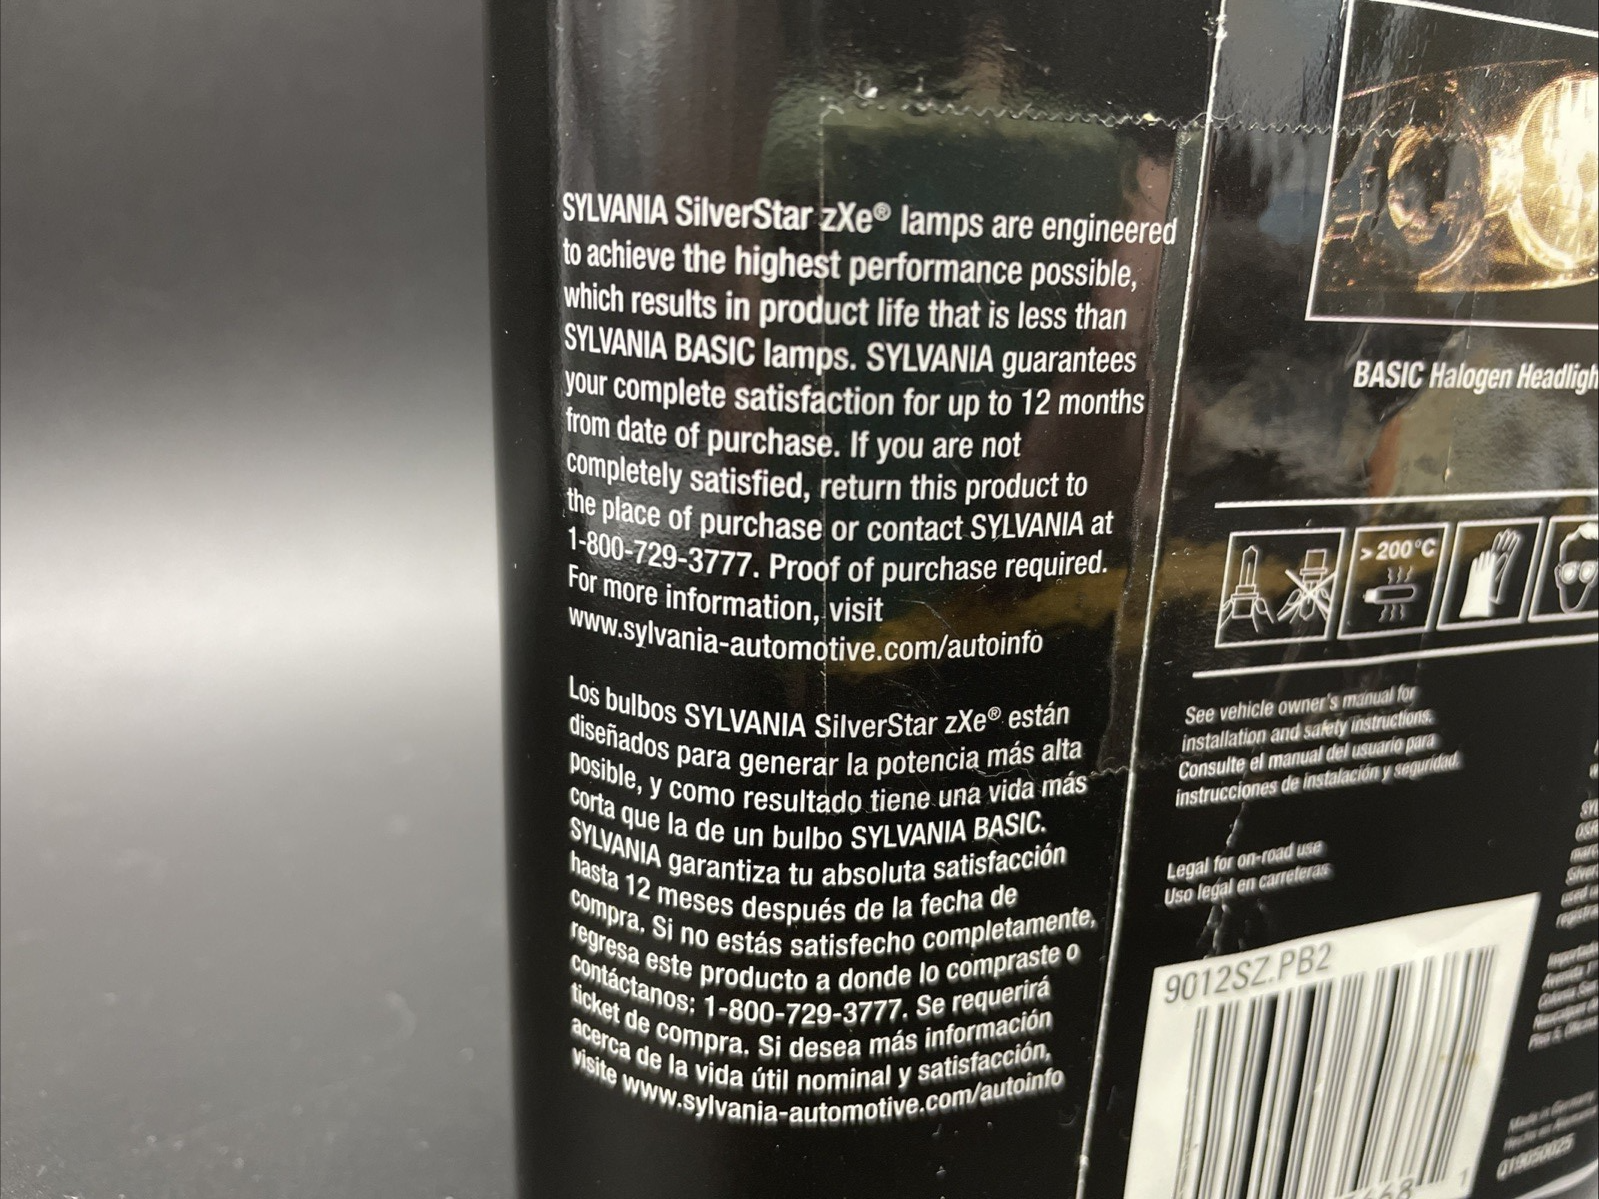 SYLVANIA SilverStar zXe® lamps are engineered
to achieve the highest performance possible,
which results in product life that is less than
SYLVANIA BASIC lamps. SYLVANIA guarantees
your complete satisfaction for up to 12 months
from date of purchase. If you are not
completely satisfied, return this product to
the place of purchase or contact SYLVANIA at
1-800-729-3777. Proof of purchase required.
For more information, visit
www.sylvania-automotive.com/autoinfo
Los bulbos SYLVANIA SilverStar zXe® están
diseñados para generar la potencia más alta
posible, y como resultado tiene una vida más
corta que la de un bulbo SYLVANIA BASIC.
SYLVANIA garantiza tu absoluta satisfacción
hasta 12 meses después de la fecha de
compra. Si no estás satisfecho completamente,
regresa este producto a donde lo compraste o
contáctanos: 1-800-729-3777. Se requerirá
ticket de compra. Si desea más información
acerca de la vida útil nominal y satisfacción,
visite www.sylvania-automotive.com/autoinfo
BASIC Halogen
> 200°C
See vehicle owner's manual for
installation and safety instructions.
Consulte el manual del usuario para
instrucciones de instalación y seguridad.
Legal for on-road use
Uso legal en carreteras
9012SZ.PB2
Made in Germany
Q19050025